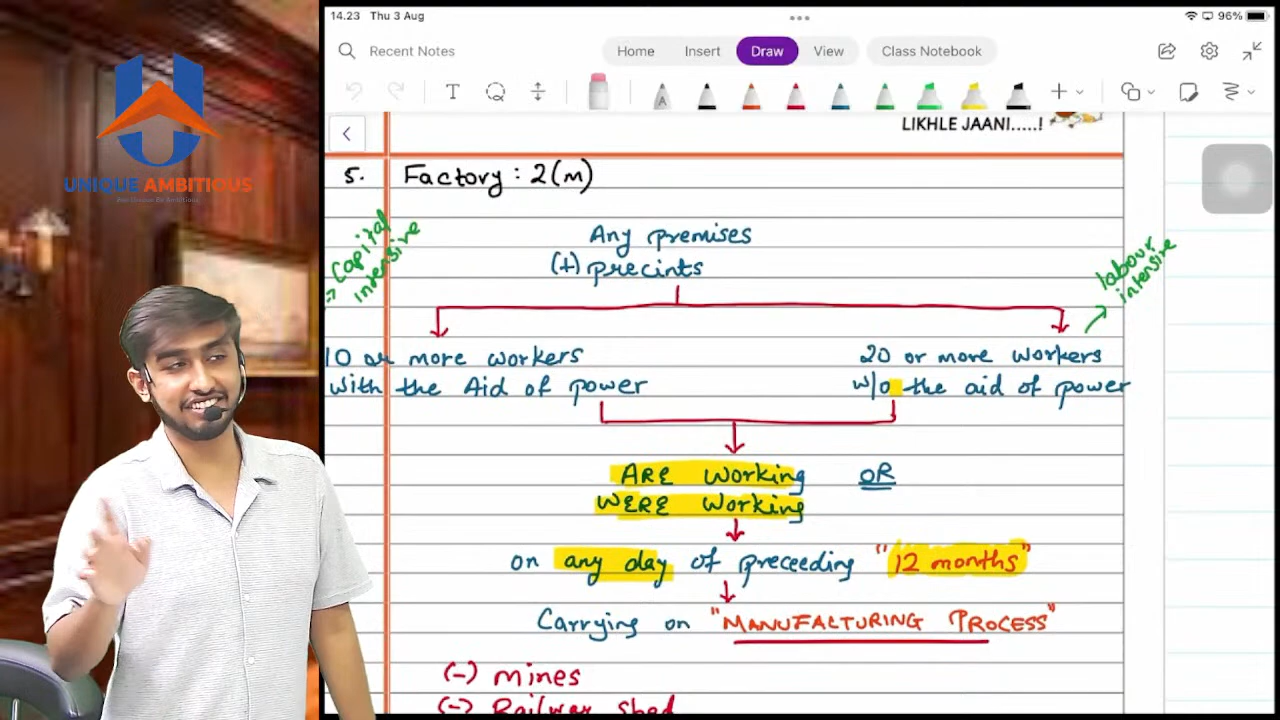 14.23 Thu 3 Aug
96%
Recent Notes
Home Insert Draw View Class Notebook
LIKHLE JAANI.....!
UNIQUE AMBITIOUS
5. Factory : 2(m)
Any premises
(+) precints
→ Capital intensive
labour intensive
10 or more workers
with the Aid of power
20 or more workers
w/o the aid of power
ARE working OR
WERE working
on any day of preceeding "12 months"
Carrying on "MANUFACTURING PROCESS"
(-) mines
(-) Railway shed